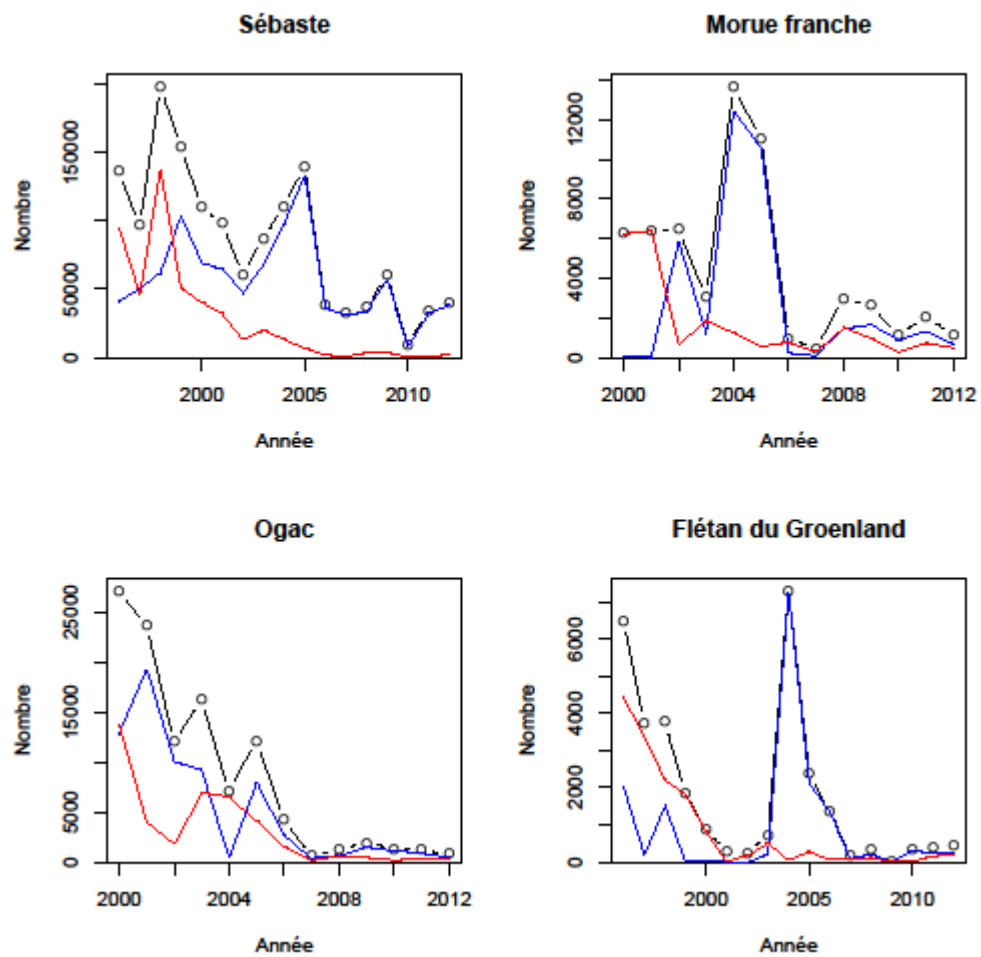 Sébaste
Nombre
0
50000
150000
2000 2005 2010
Année
Morue franche
Nombre
0
4000
8000
12000
2000 2004 2008 2012
Année
Ogac
Nombre
0
5000
15000
25000
2000 2004 2008 2012
Année
Flétan du Groenland
Nombre
0
2000
4000
6000
2000 2005 2010
Année